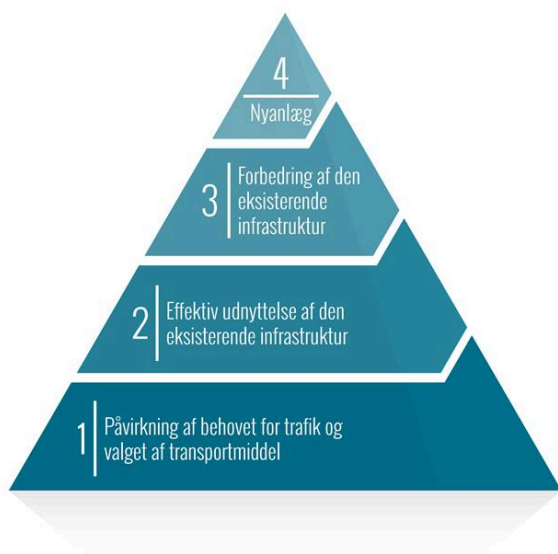 4
Nyanlæg
3
Forbedring af den
eksisterende
infrastruktur
2
Effektiv udnyttelse af den
eksisterende infrastruktur
1
Påvirkning af behovet for trafik og
valget af transportmiddel